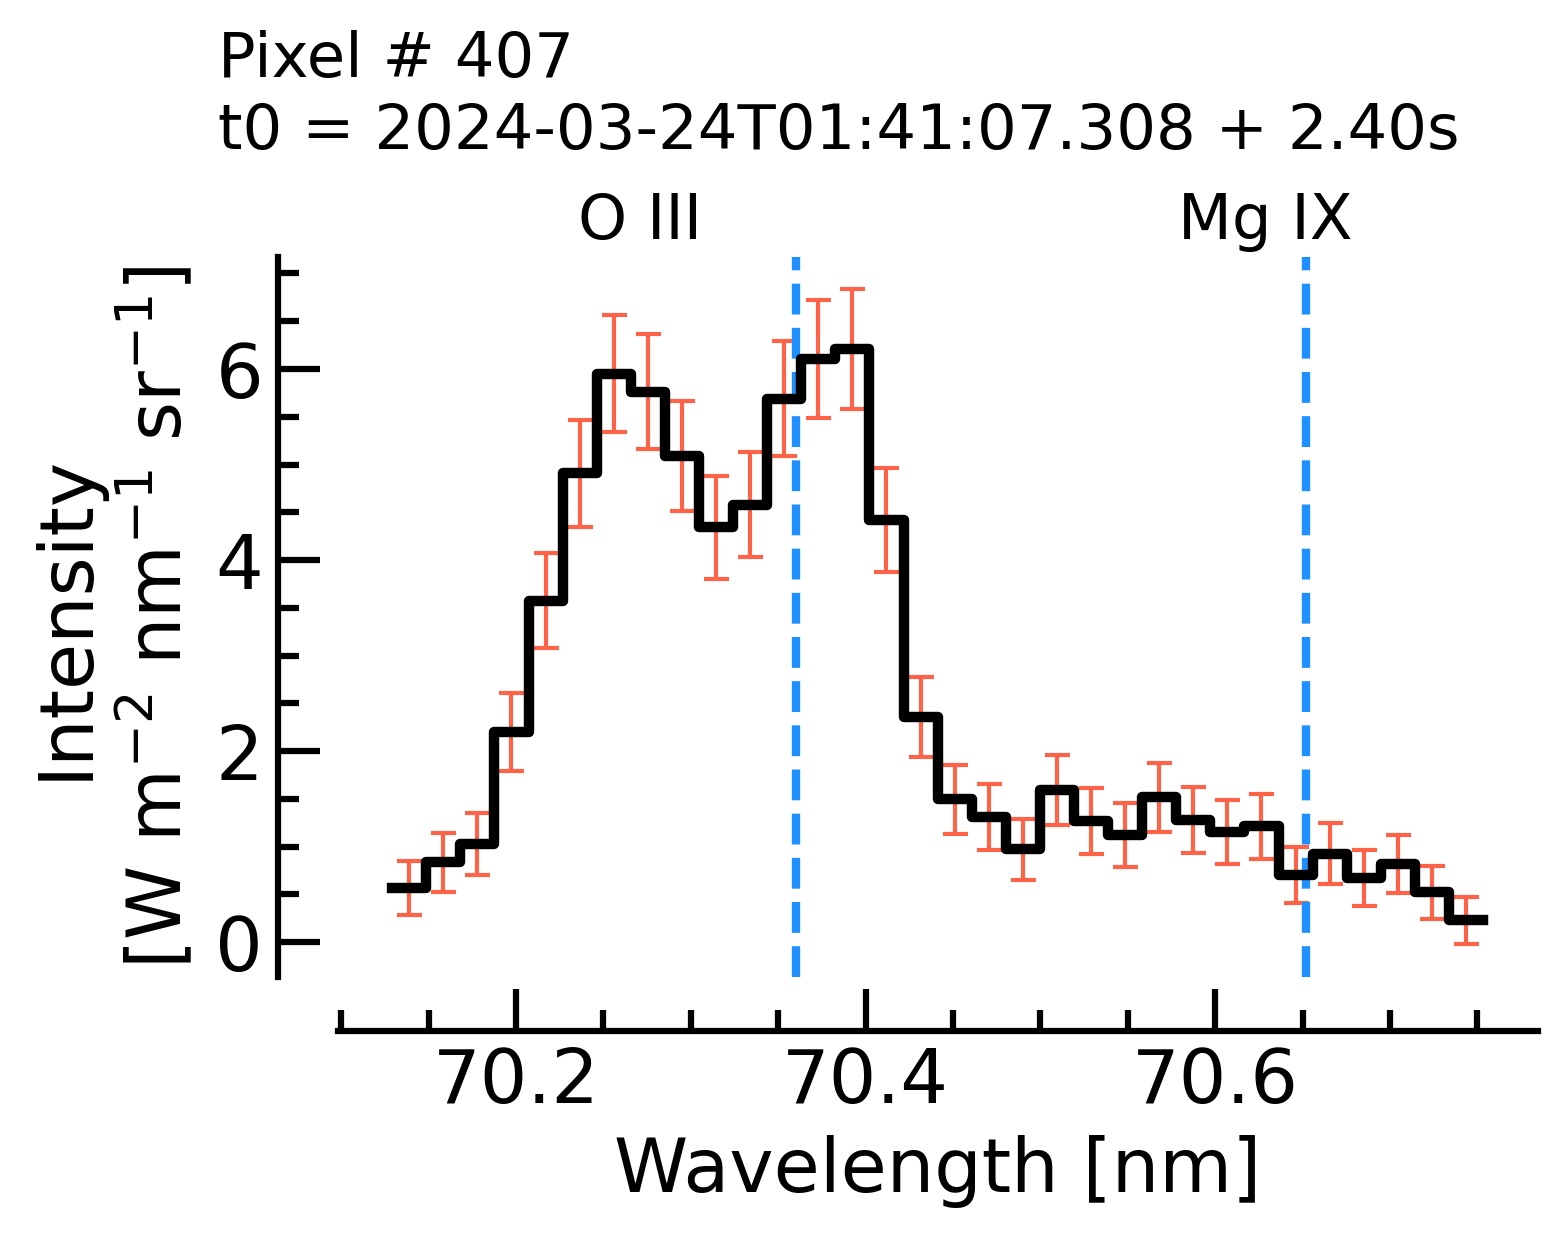 Pixel # 407
t0 = 2024-03-24T01:41:07.308 + 2.40s
O III
Mg IX
Intensity
[W m⁻² nm⁻¹ sr⁻¹]
6
4
2
0
70.2
70.4
70.6
Wavelength [nm]